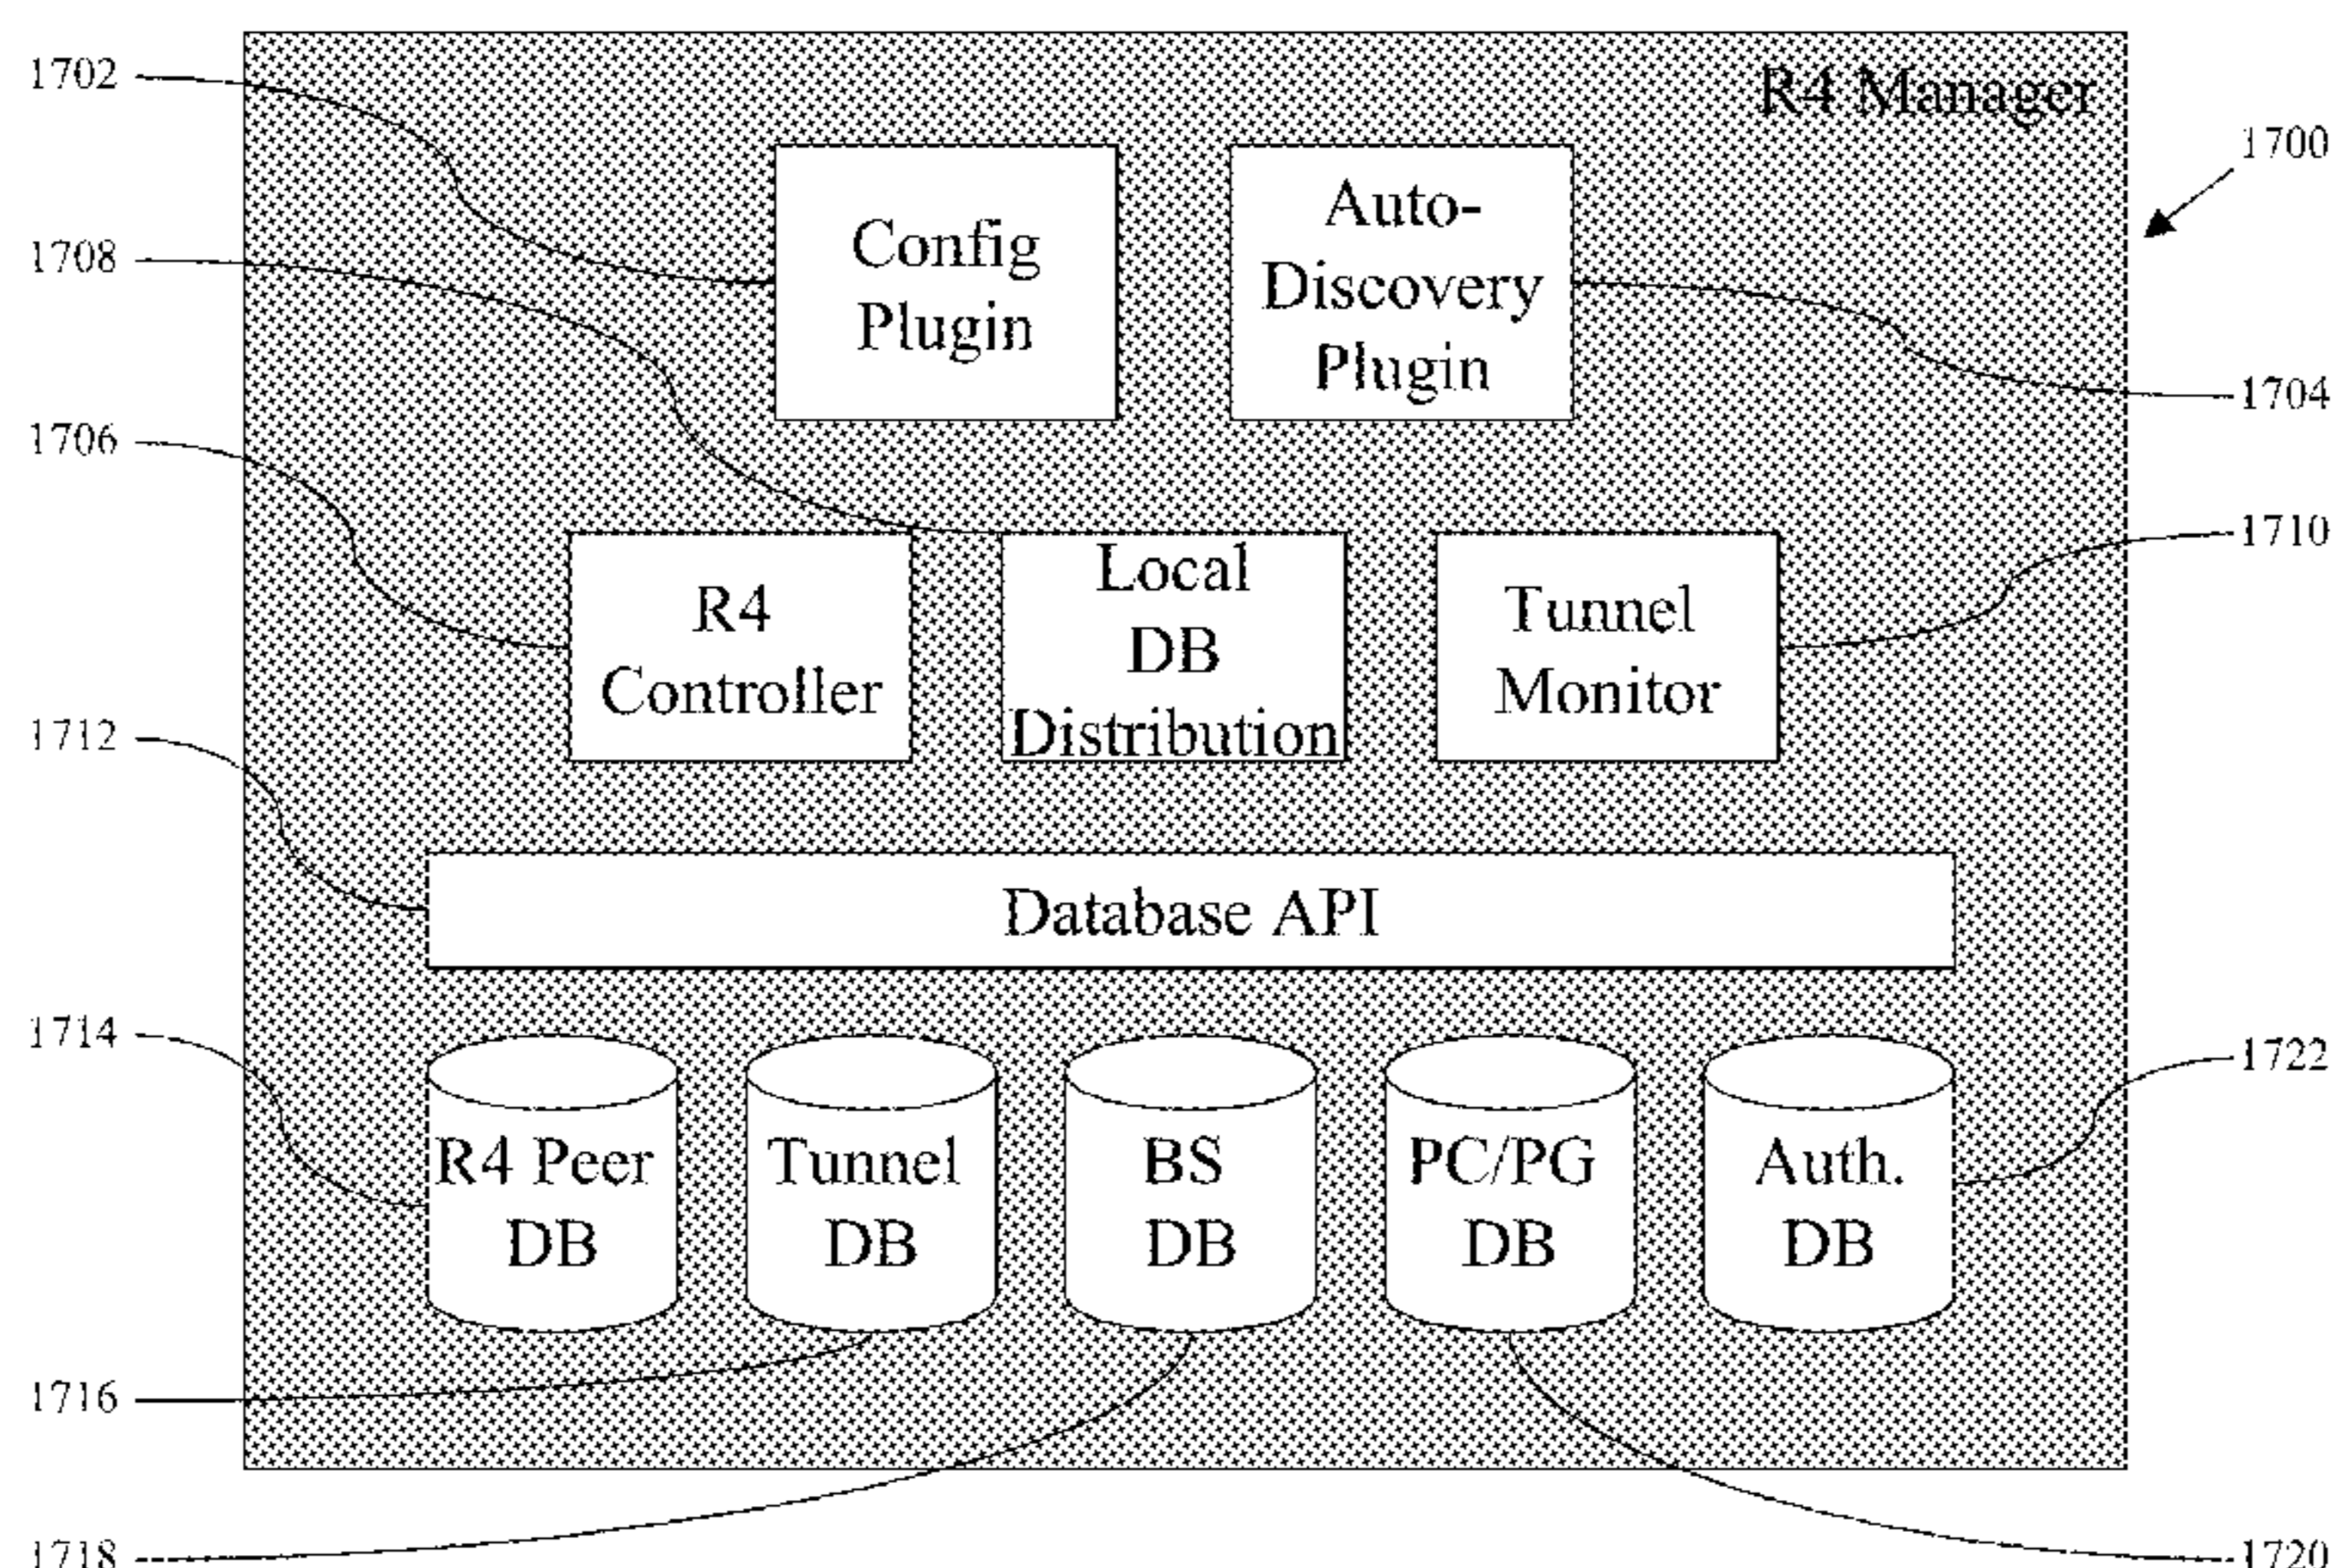 1702
R4 Manager
1700
Config
Plugin
Auto-
Discovery
Plugin
1708
1704
1706
R4
Controller
Local
DB
Distribution
Tunnel
Monitor
1710
1712
Database API
1714
R4 Peer
DB
Tunnel
DB
BS
DB
PC/PG
DB
Auth.
DB
1722
1716
1718
1720